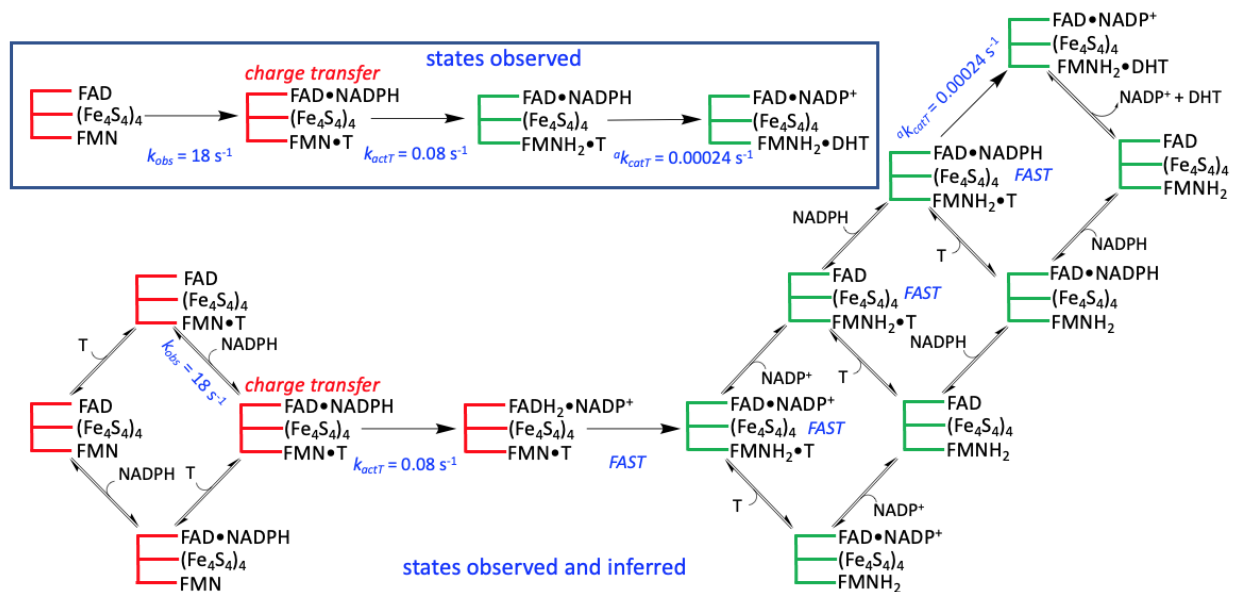 states observed
FAD
(Fe₄S₄)₄
FMN
k_obs = 18 s⁻¹
charge transfer
FAD•NADPH
(Fe₄S₄)₄
FMN•T
k_actT = 0.08 s⁻¹
FAD•NADPH
(Fe₄S₄)₄
FMNH₂•T
ᵃk_catT = 0.00024 s⁻¹
FAD•NADP⁺
(Fe₄S₄)₄
FMNH₂•DHT
FAD
(Fe₄S₄)₄
FMN•T
T
k_obs = 18 s⁻¹
NADPH
FAD
(Fe₄S₄)₄
FMN
NADPH
T
FAD•NADPH
(Fe₄S₄)₄
FMN
charge transfer
FAD•NADPH
(Fe₄S₄)₄
FMN•T
k_actT = 0.08 s⁻¹
FADH₂•NADP⁺
(Fe₄S₄)₄
FMN•T
FAST
FAD•NADP⁺
(Fe₄S₄)₄ FAST
FMNH₂•T
T
FAD•NADP⁺
(Fe₄S₄)₄
FMNH₂
NADP⁺
NADP⁺
FAD
(Fe₄S₄)₄ FAST
FMNH₂•T
T
FAD
(Fe₄S₄)₄
FMNH₂
NADPH
NADPH
FAD•NADPH
(Fe₄S₄)₄ FAST
FMNH₂•T
T
FAD•NADPH
(Fe₄S₄)₄
FMNH₂
NADPH
ᵃk_catT = 0.00024 s⁻¹
FAD•NADP⁺
(Fe₄S₄)₄
FMNH₂•DHT
NADP⁺ + DHT
FAD
(Fe₄S₄)₄
FMNH₂
states observed and inferred